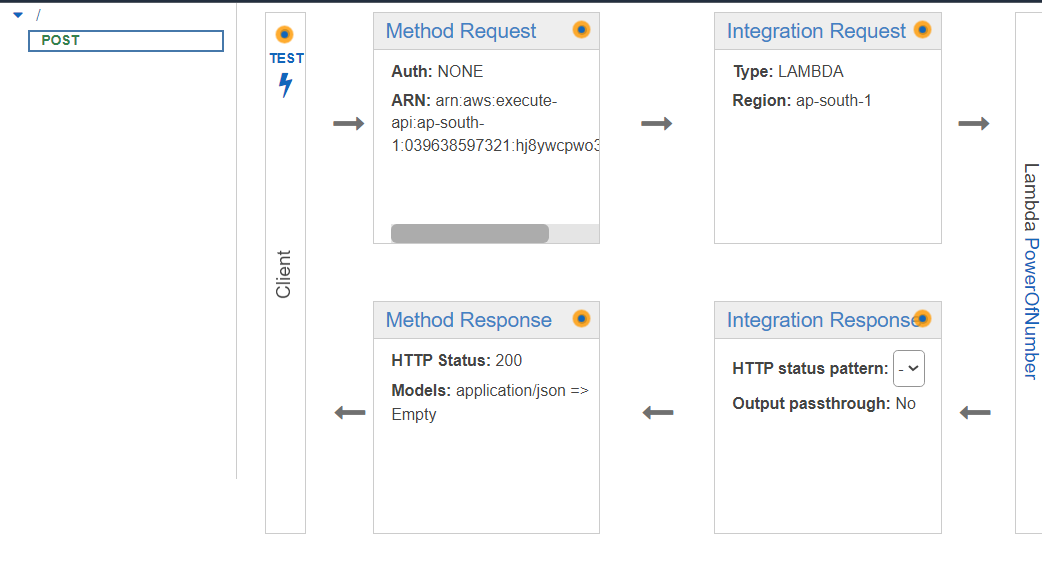 /
POST
TEST
Client
Method Request
Auth: NONE
ARN: arn:aws:execute-
api:ap-south-
1:039638597321:hj8ywcpwo3
Integration Request
Type: LAMBDA
Region: ap-south-1
Lambda PowerOfNumber
Method Response
HTTP Status: 200
Models: application/json =>
Empty
Integration Response
HTTP status pattern: -
Output passthrough: No